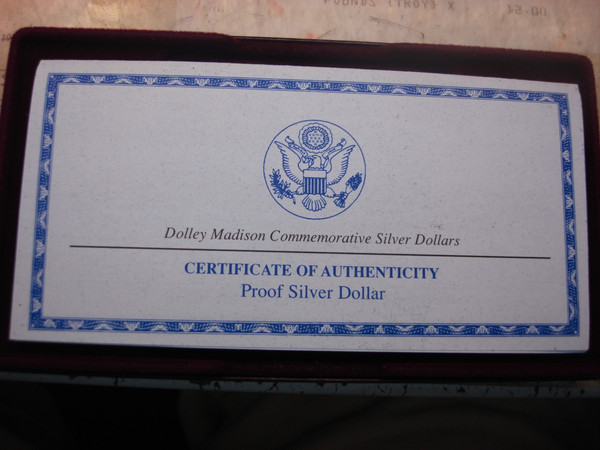 Dolley Madison Commemorative Silver Dollars
CERTIFICATE OF AUTHENTICITY
Proof Silver Dollar